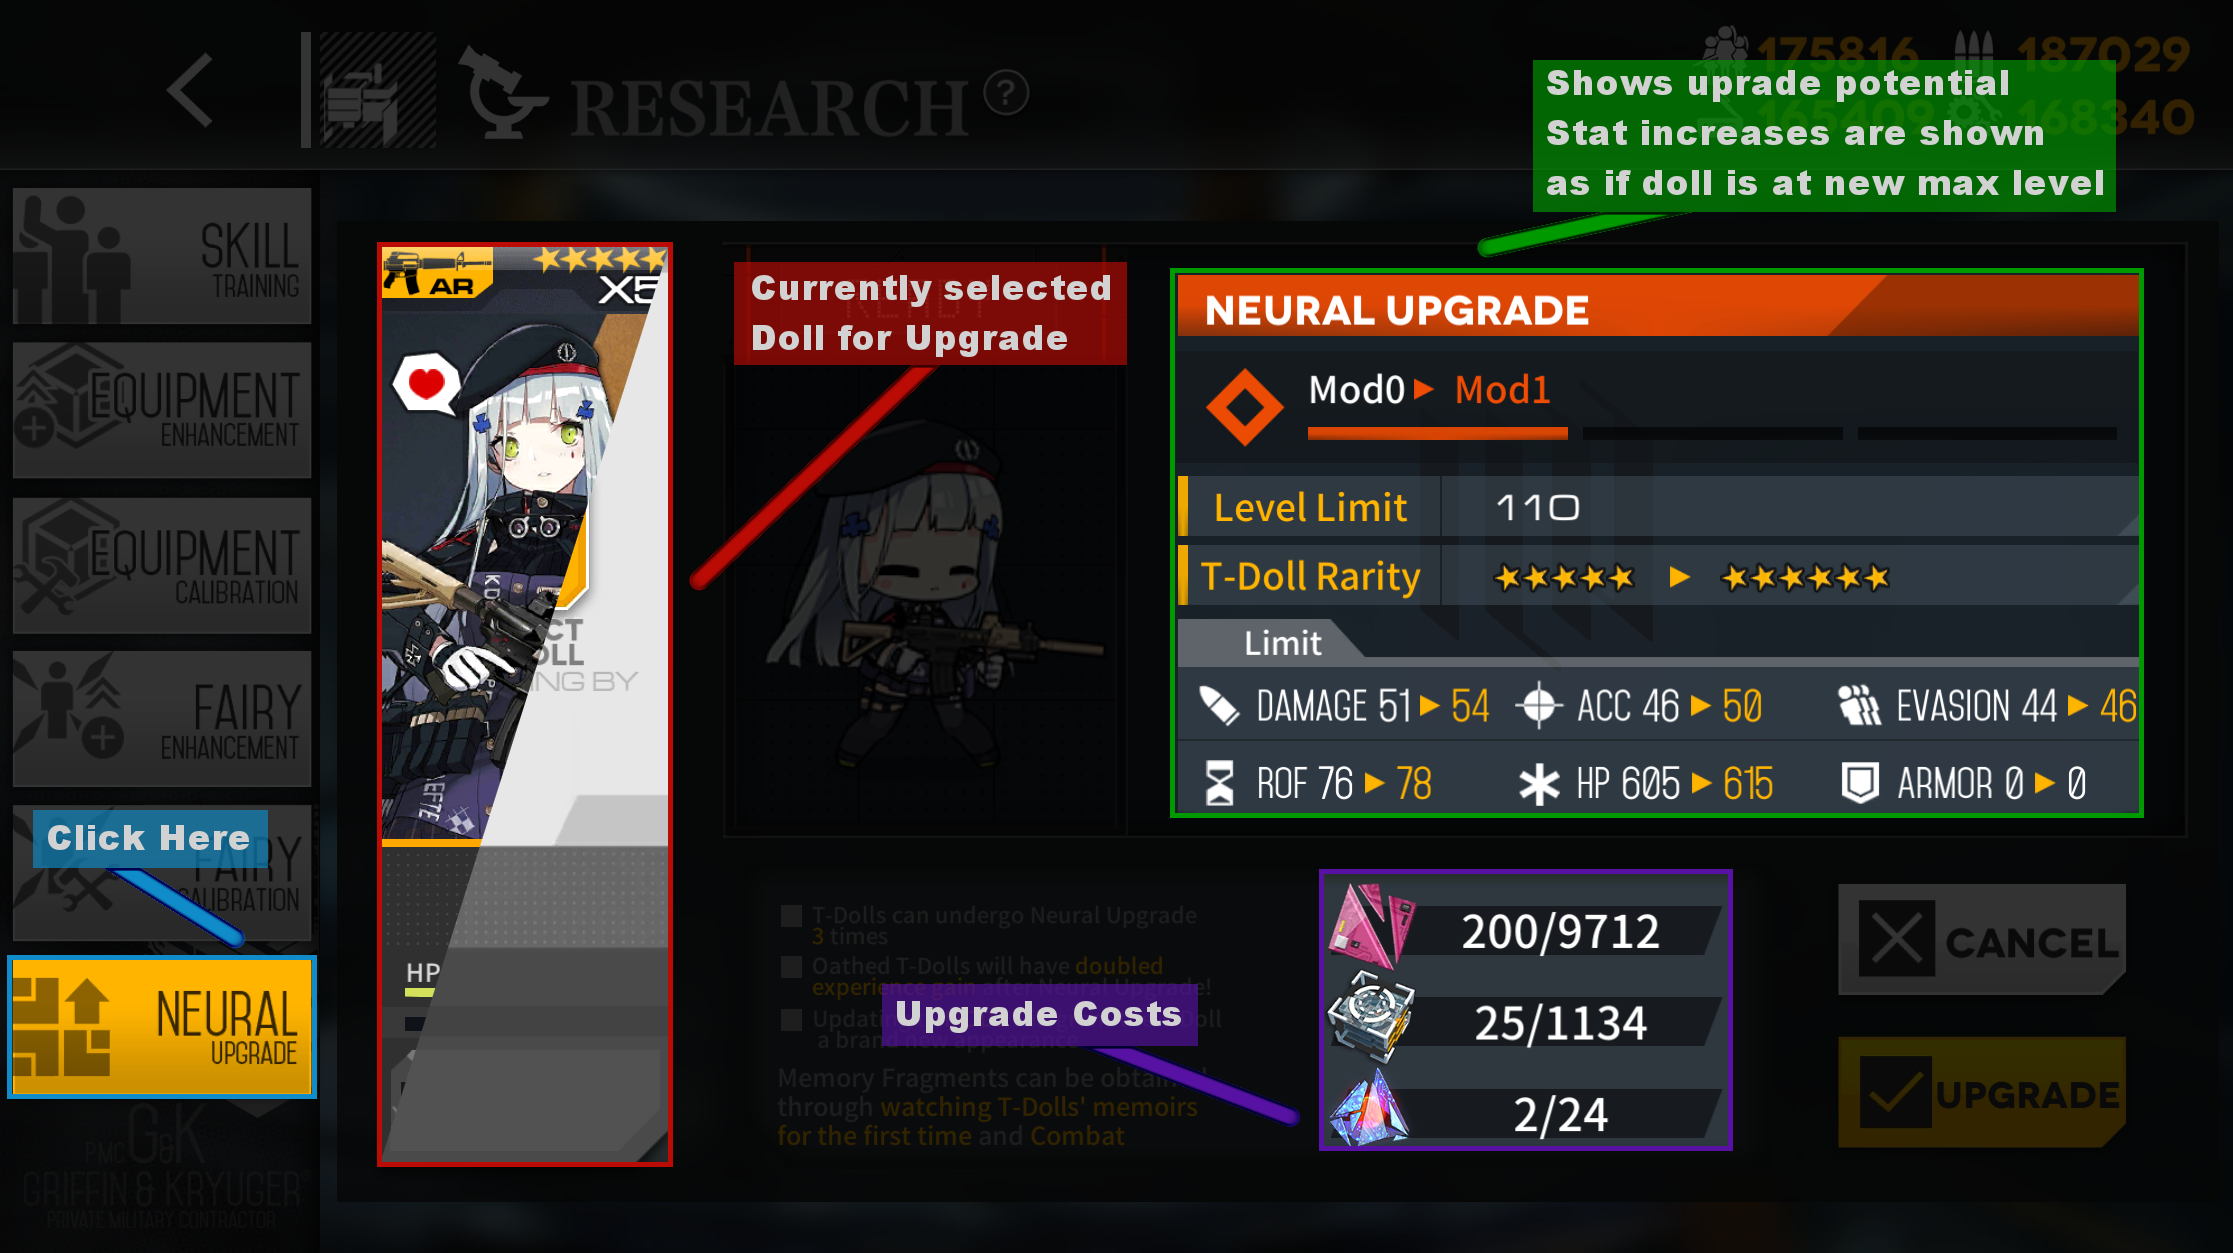 RESEARCH ?
175816 187029
165409 168340
Shows uprade potential
Stat increases are shown
as if doll is at new max level
SKILL
TRAINING
EQUIPMENT
ENHANCEMENT
EQUIPMENT
CALIBRATION
FAIRY
ENHANCEMENT
FAIRY
CALIBRATION
Click Here
NEURAL
UPGRADE
PMC G&K
GRIFFIN & KRYUGER
PRIVATE MILITARY CONTRACTOR
AR
X5
HP
Currently selected
Doll for Upgrade
NEURAL UPGRADE
Mod0 Mod1
Level Limit 110
T-Doll Rarity
Limit
DAMAGE 51 54 ACC 46 50 EVASION 44 46
ROF 76 78 HP 605 615 ARMOR 0 0
T-Dolls can undergo Neural Upgrade
3 times
Oathed T-Dolls will have doubled
experience gain after Neural Upgrade!
a brand new appearance
Memory Fragments can be obtained
through watching T-Dolls' memoirs
for the first time and Combat
Upgrade Costs
200/9712
25/1134
2/24
CANCEL
UPGRADE